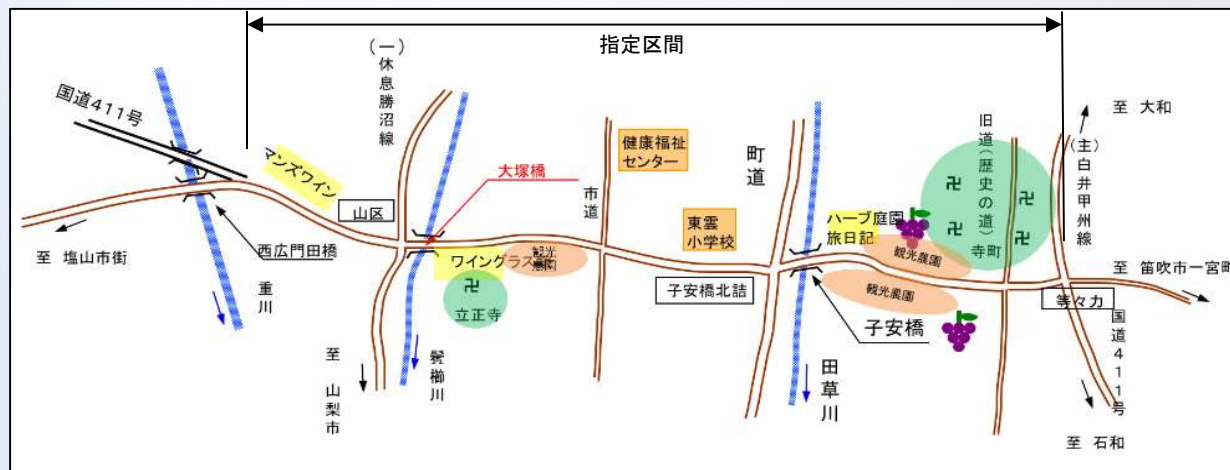 指定区間
国道411号
マンズワイン
(一)休息勝沼線
山区
大塚橋
西広門田橋
至 塩山市街
重川
ワイングラス
観光
農園
卍
立正寺
至 山梨市
鬢櫛川
市道
健康福祉
センター
東雲
小学校
町道
子安橋北詰
ハーブ庭園
旅日記
子安橋
田草川
観光農園
観光農園
旧道(歴史の道)
卍
卍
卍
卍
寺町
(主)白井甲州線
至 大和
至 笛吹市一宮町
等々力
国道411号
至 石和